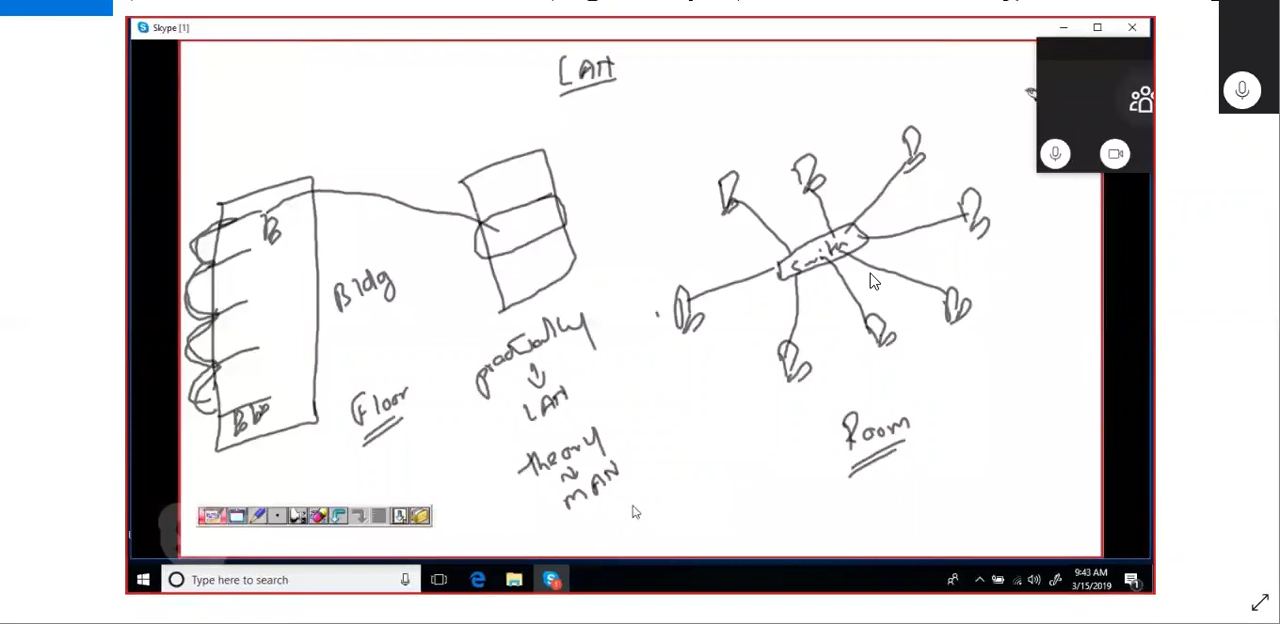 Skype [1]
LAN
Switch
Bldg
practically
LAN
Floor
theory
MAN
Room
Type here to search
9:43 AM
3/15/2019